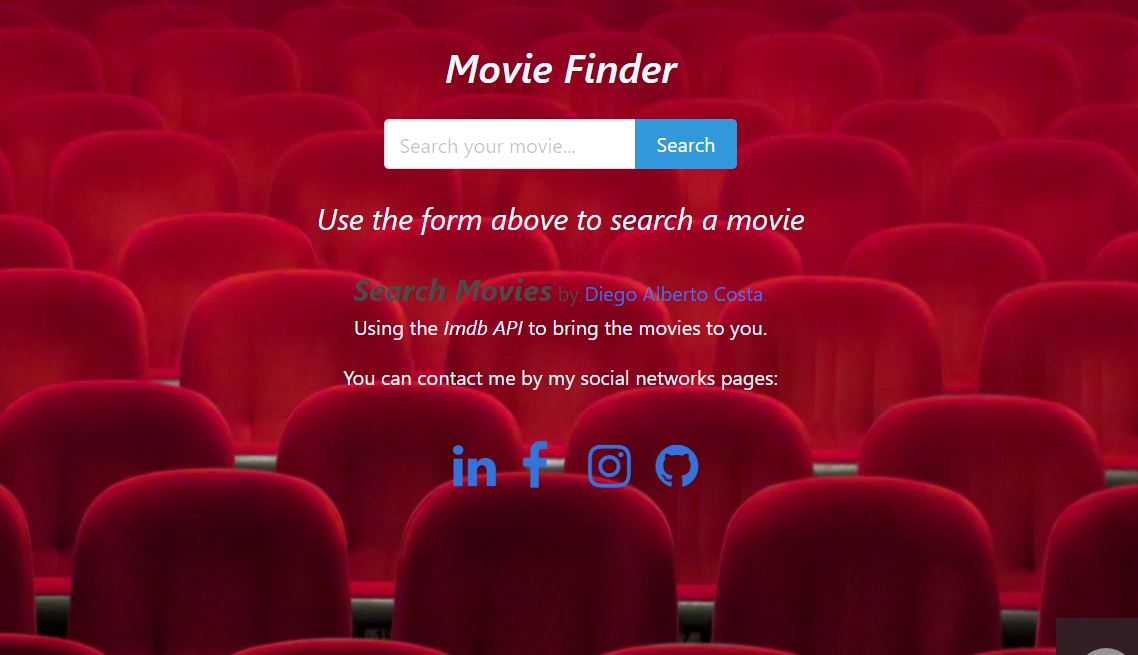 Movie Finder
Search your movie...
Search
Use the form above to search a movie
Search Movies by Diego Alberto Costa.
Using the Imdb API to bring the movies to you.
You can contact me by my social networks pages:
in